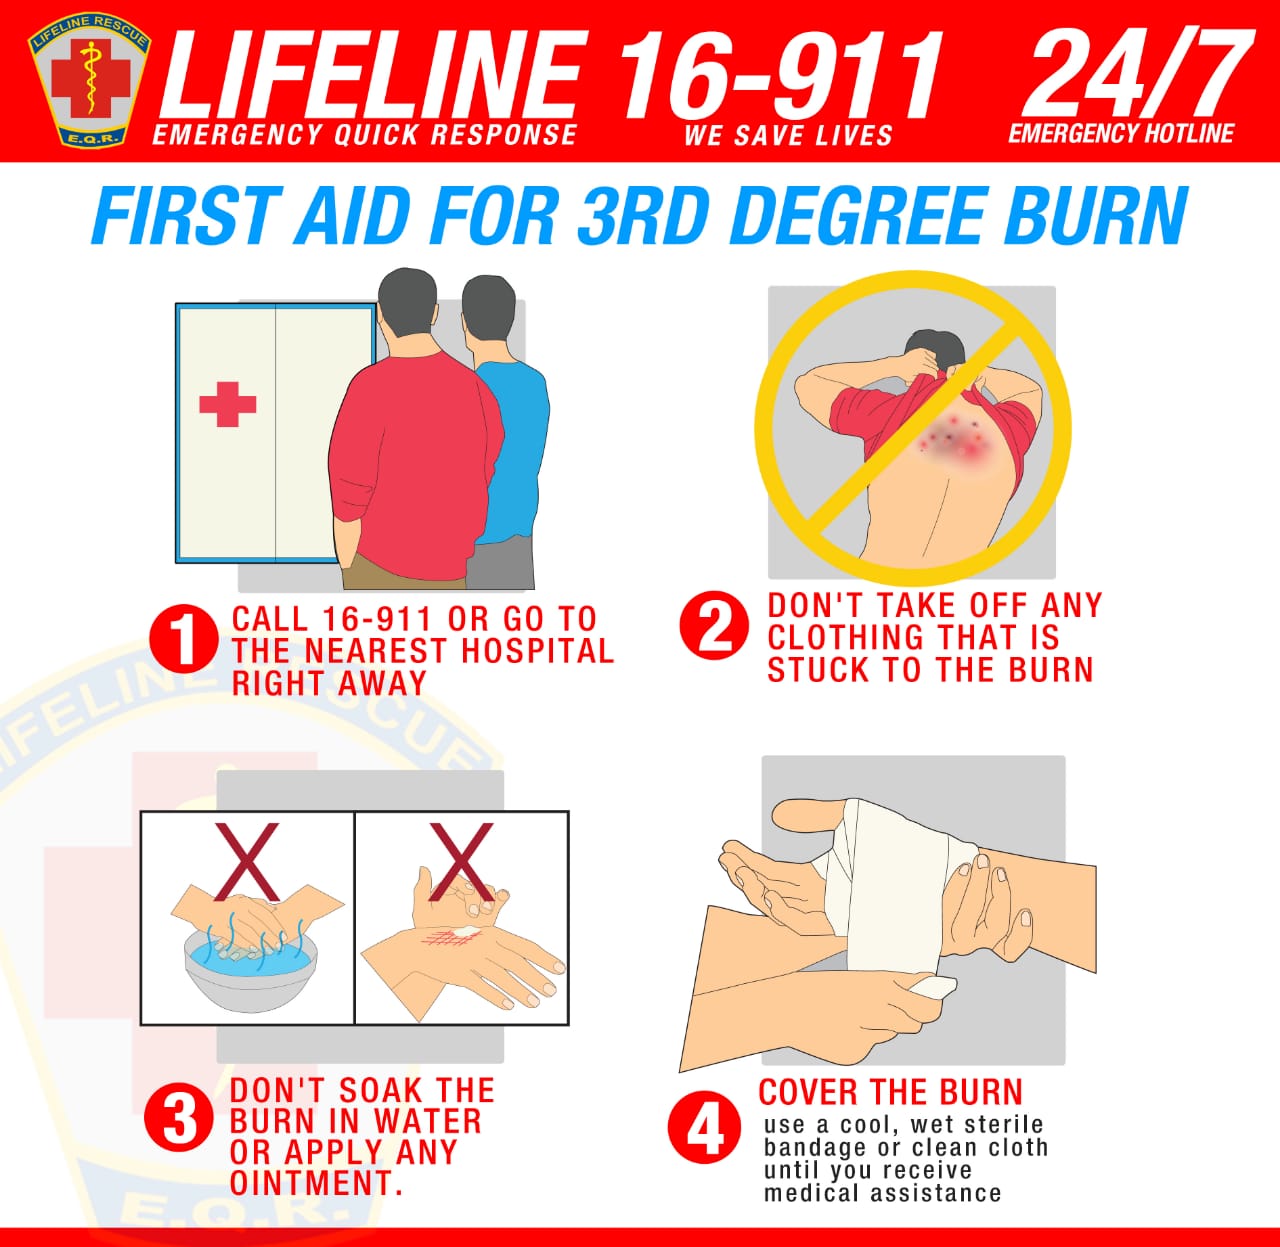 LIFELINE RESCUE
E.Q.R.
LIFELINE 16-911 24/7
EMERGENCY QUICK RESPONSE WE SAVE LIVES EMERGENCY HOTLINE
FIRST AID FOR 3RD DEGREE BURN
1 CALL 16-911 OR GO TO
THE NEAREST HOSPITAL
RIGHT AWAY
2 DON'T TAKE OFF ANY
CLOTHING THAT IS
STUCK TO THE BURN
LIFELINE RESCUE
X X
3 DON'T SOAK THE
BURN IN WATER
OR APPLY ANY
OINTMENT.
4 COVER THE BURN
use a cool, wet sterile
bandage or clean cloth
until you receive
medical assistance
E.Q.R.